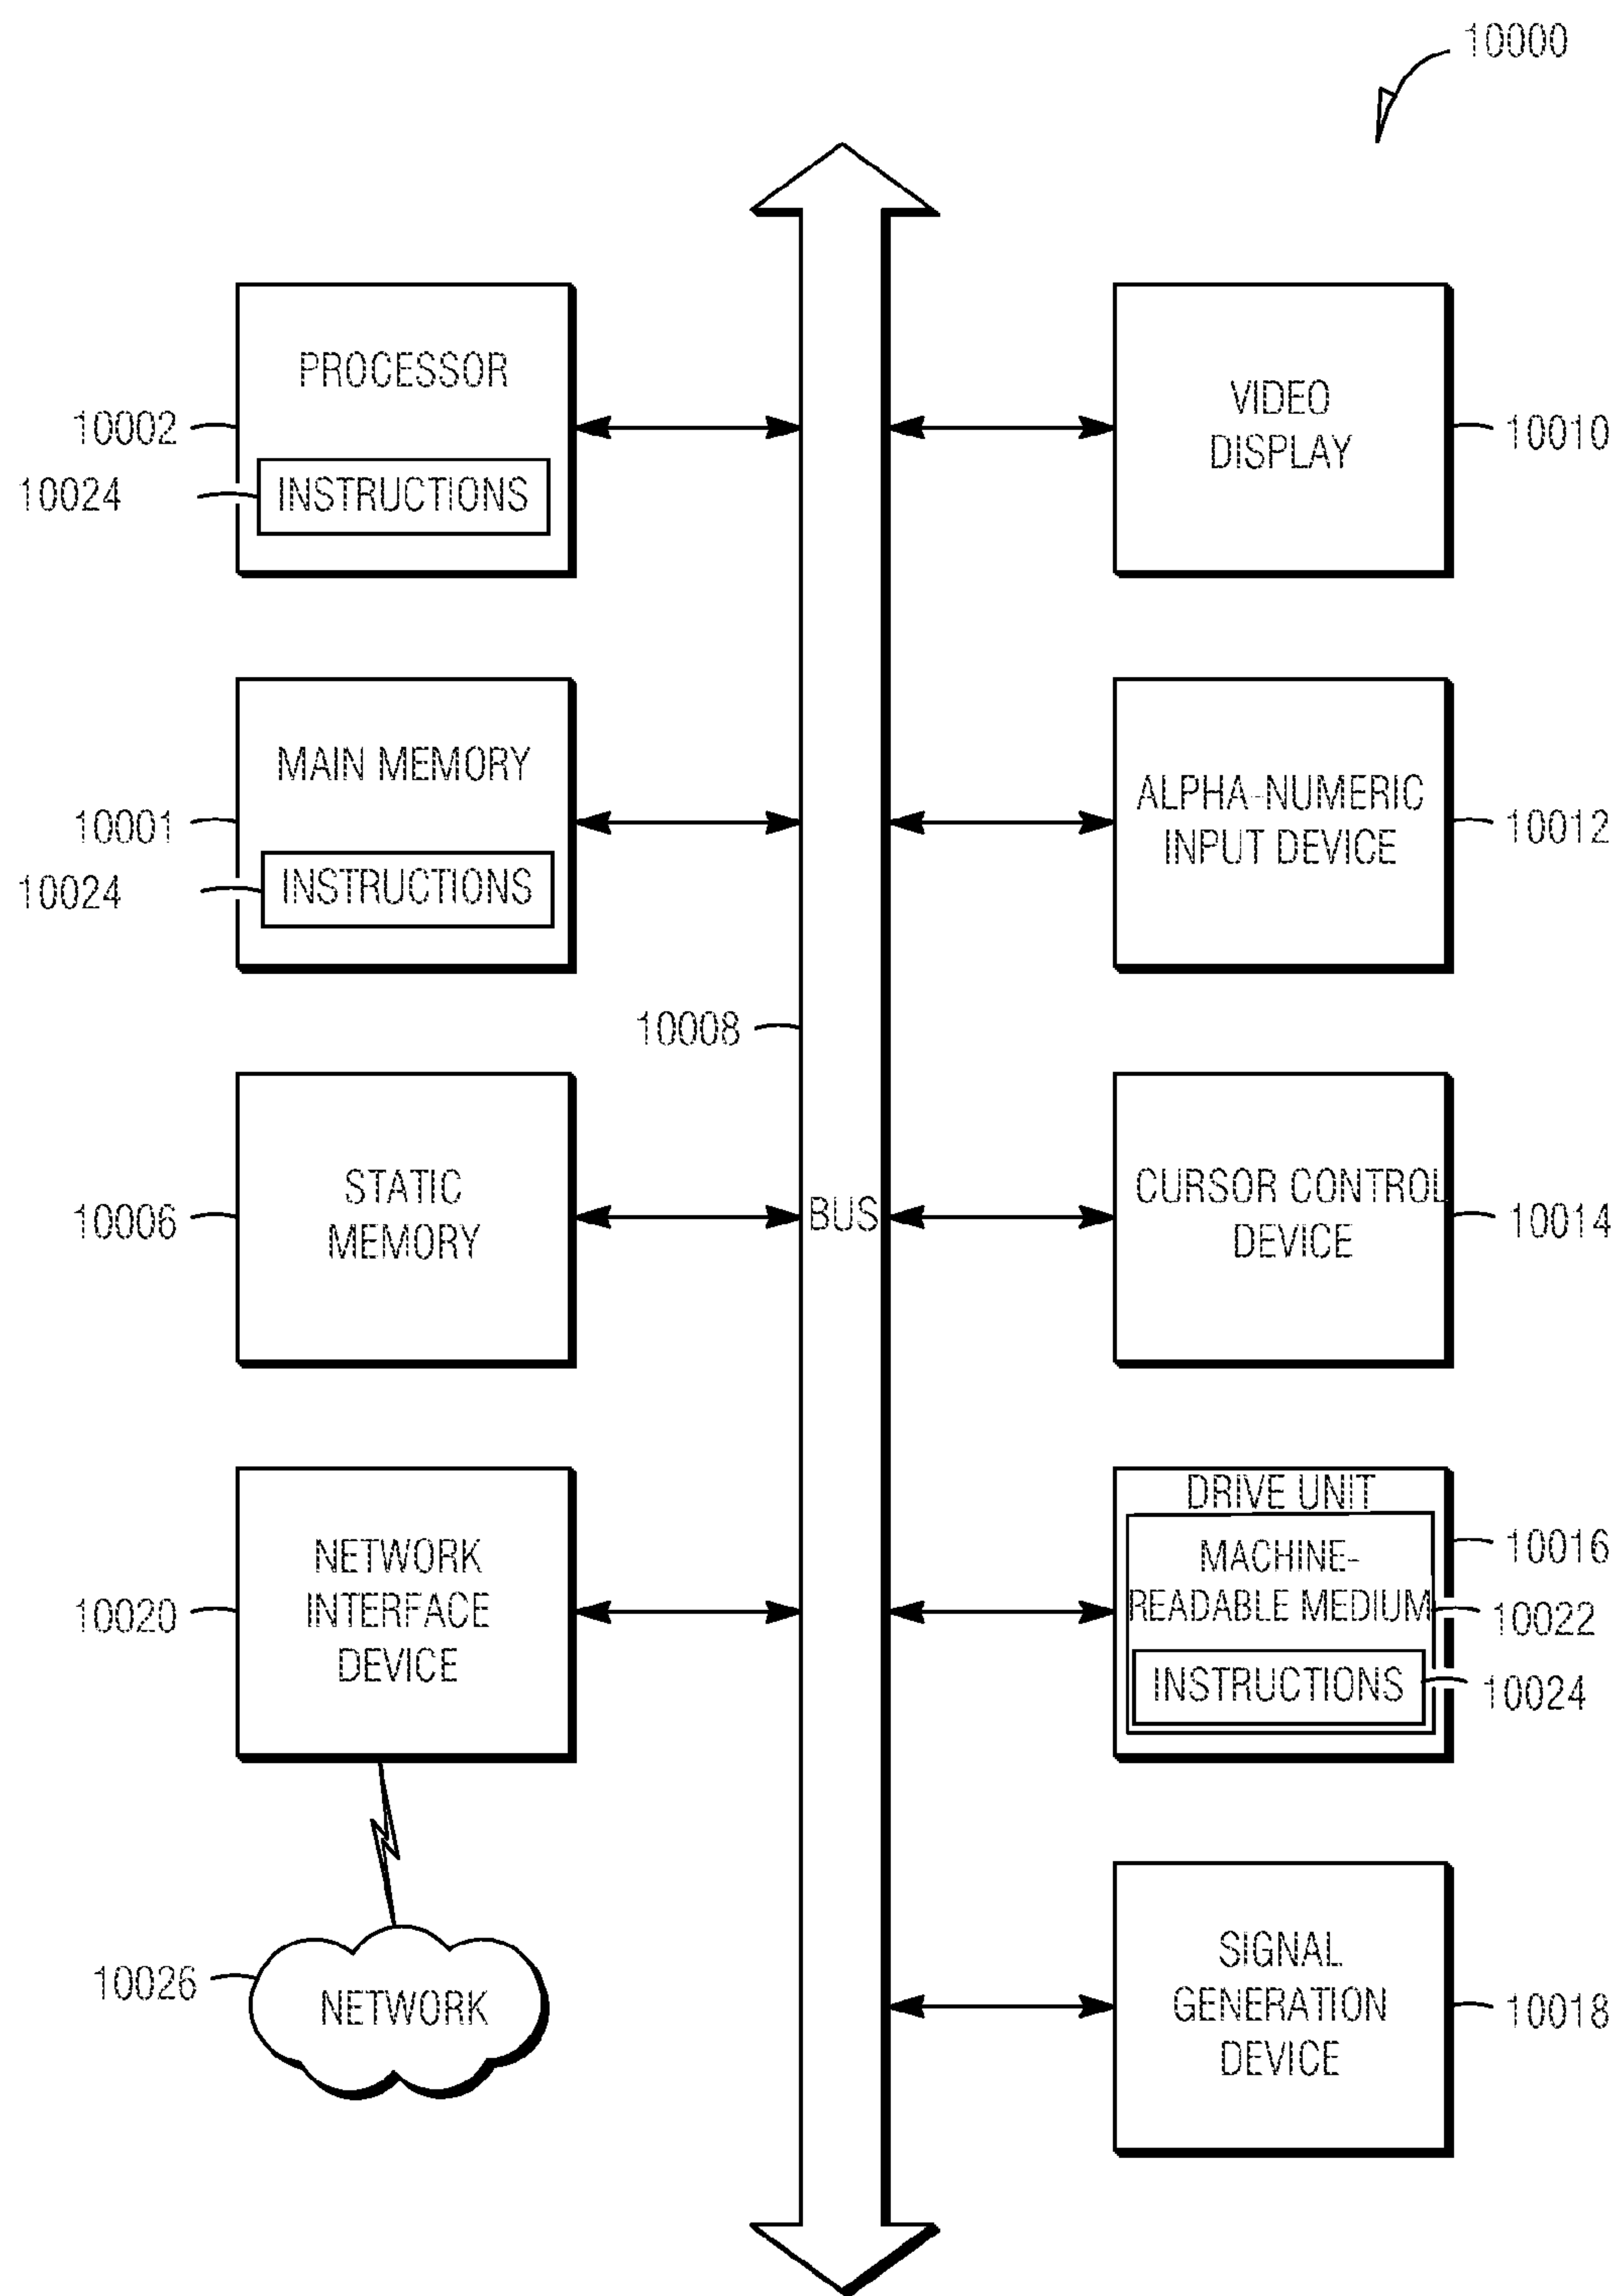 10000
PROCESSOR
10002
10024
INSTRUCTIONS
VIDEO
DISPLAY
10010
MAIN MEMORY
10001
10024
INSTRUCTIONS
ALPHA-NUMERIC
INPUT DEVICE
10012
10008
STATIC
MEMORY
10006
BUS
CURSOR CONTROL
DEVICE
10014
NETWORK
INTERFACE
DEVICE
10020
DRIVE UNIT
10016
MACHINE-
READABLE MEDIUM
10022
INSTRUCTIONS
10024
10026
NETWORK
SIGNAL
GENERATION
DEVICE
10018